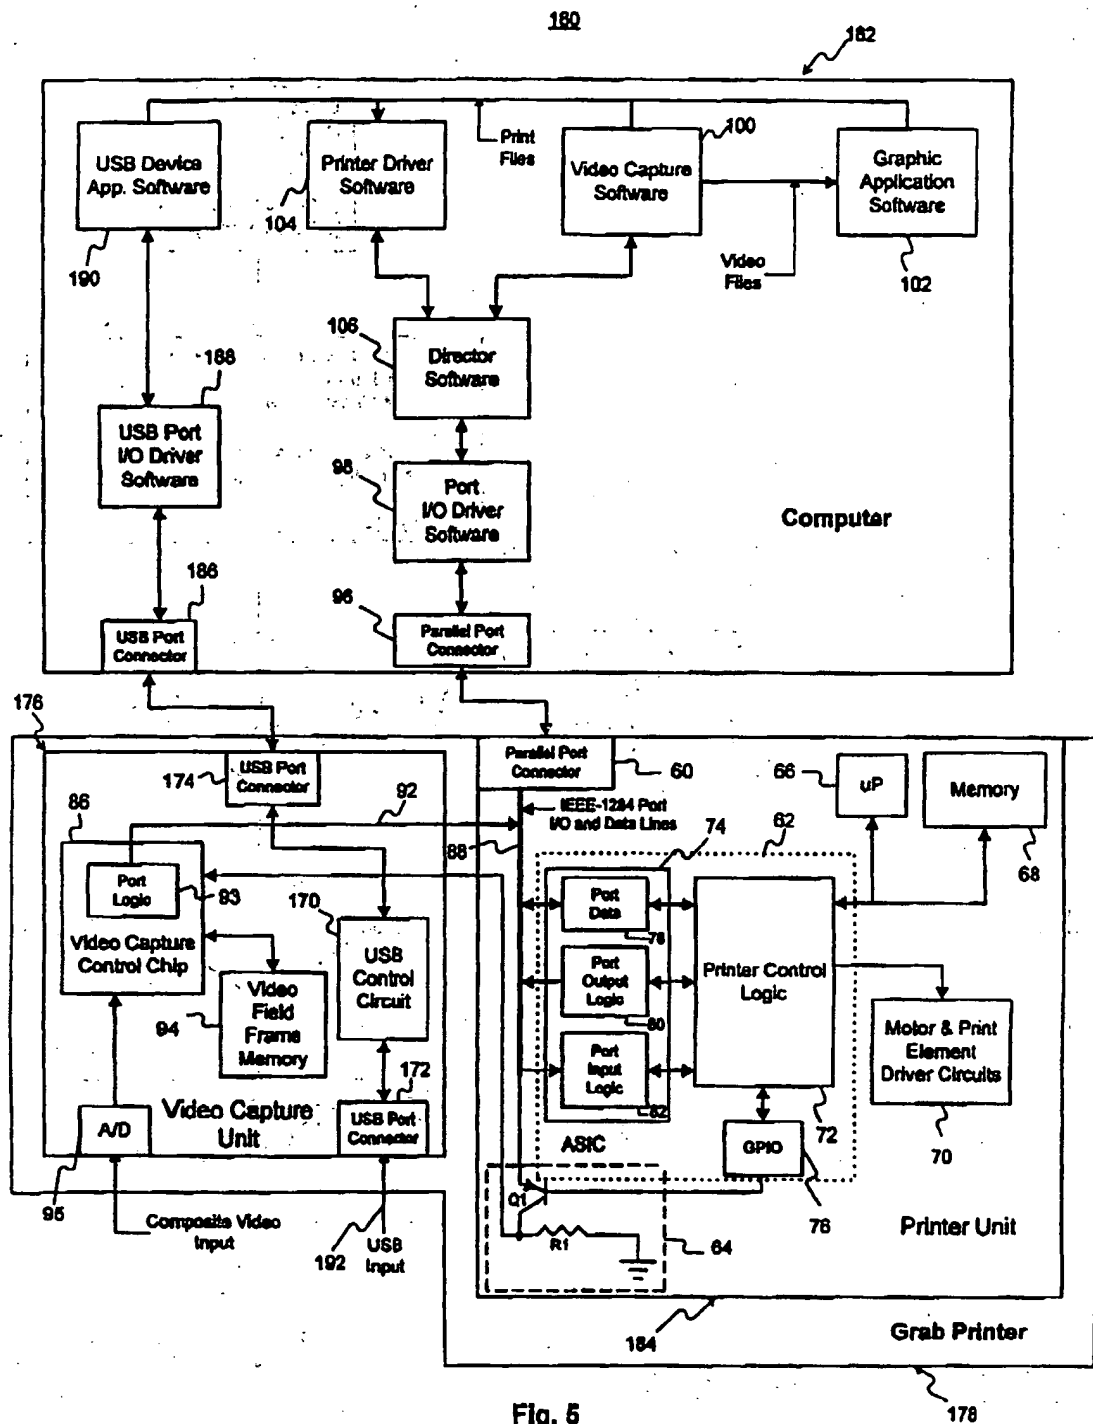 180
182
USB Device
App. Software
190
Printer Driver
Software
104
Print
Files
Video Capture
Software
100
Graphic
Application
Software
102
Video
Files
106
Director
Software
188
USB Port
I/O Driver
Software
98
Port
I/O Driver
Software
Computer
186
USB Port
Connector
96
Parallel Port
Connector
176
174
USB Port
Connector
92
Parallel Port
Connector
60
IEEE-1284 Port
I/O and Data Lines
88
66
uP
Memory
68
86
Port
Logic
93
Video Capture
Control Chip
170
USB
Control
Circuit
94
Video
Field
Frame
Memory
74
62
Port
Data
78
Port
Output
Logic
80
Port
Input
Logic
82
Printer Control
Logic
72
Motor & Print
Element
Driver Circuits
70
172
USB Port
Connector
A/D
95
Video Capture
Unit
ASIC
GPIO
76
Q1
R1
64
Composite Video
Input
192
USB
Input
Printer Unit
184
Grab Printer
178
Fig. 5